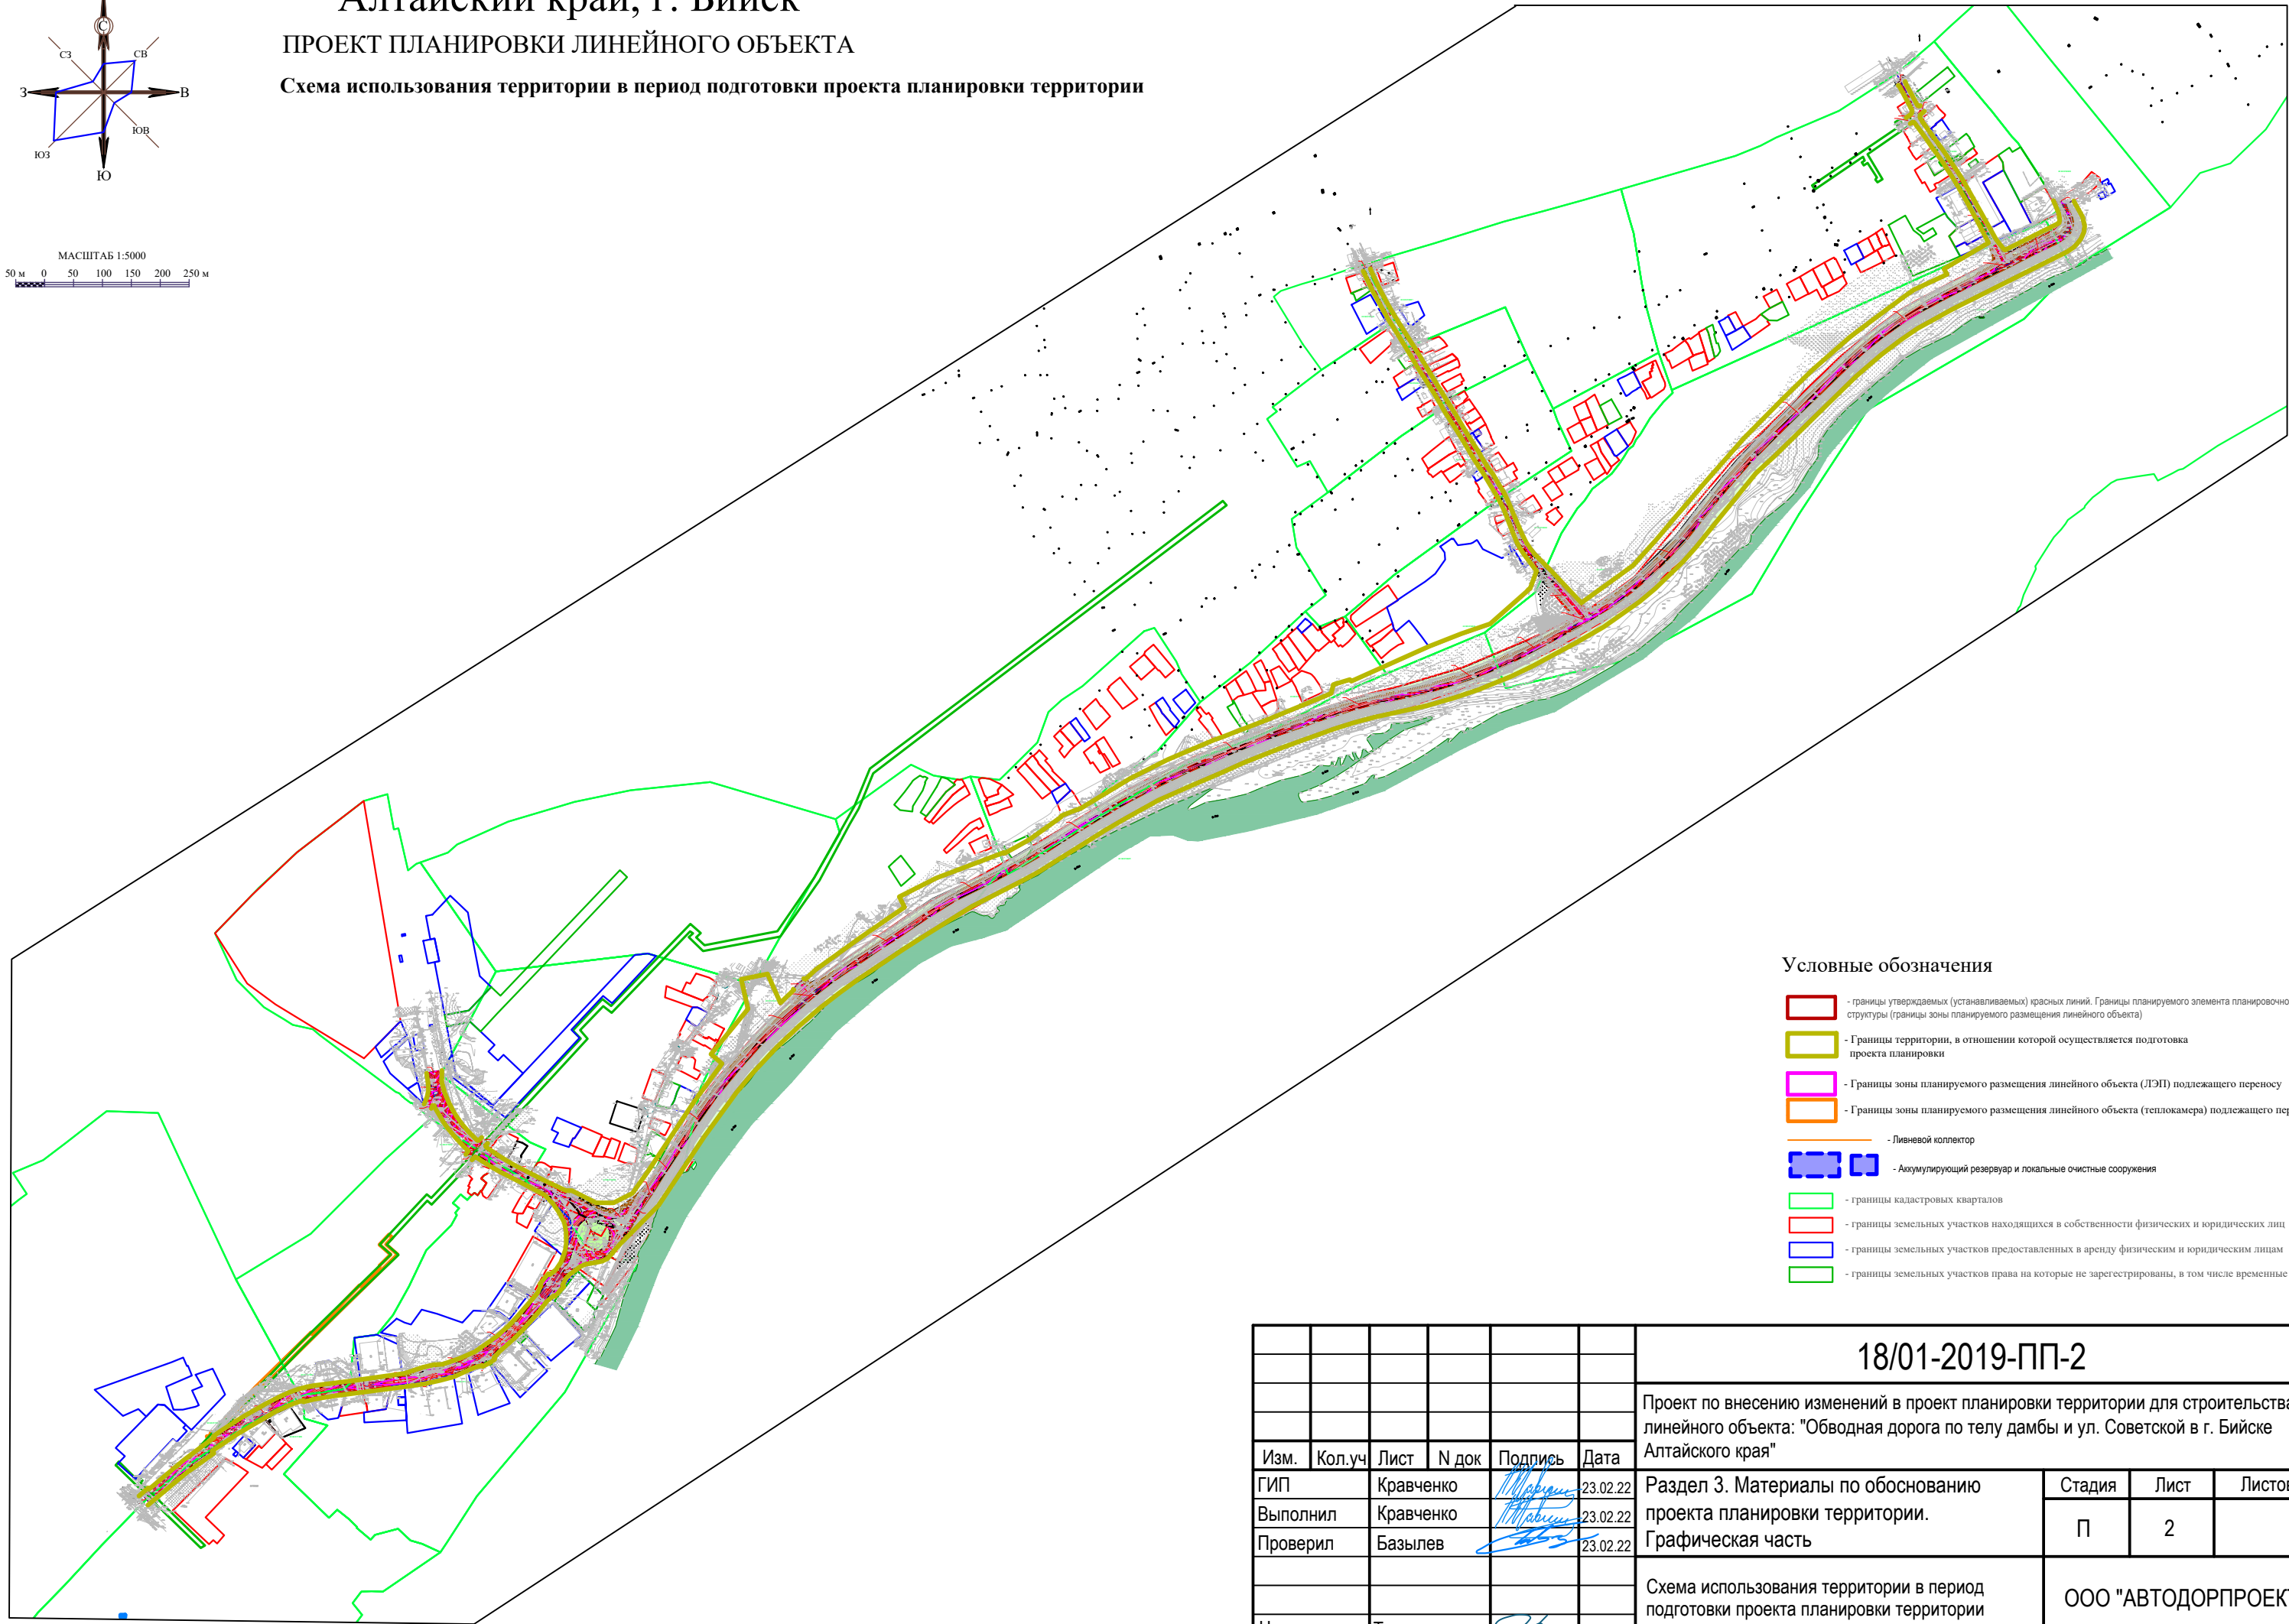 Алтайский край, г. Бийск
ПРОЕКТ ПЛАНИРОВКИ ЛИНЕЙНОГО ОБЪЕКТА
Схема использования территории в период подготовки проекта планировки территории
С
СЗ
СВ
З
В
ЮЗ
ЮВ
Ю
МАСШТАБ 1:5000
50 м 0 50 100 150 200 250 м
Условные обозначения
- границы утверждаемых (устанавливаемых) красных линий. Границы планируемого элемента планировочно
структуры (границы зоны планируемого размещения линейного объекта)
- Границы территории, в отношении которой осуществляется подготовка
проекта планировки
- Границы зоны планируемого размещения линейного объекта (ЛЭП) подлежащего переносу
- Границы зоны планируемого размещения линейного объекта (теплокамера) подлежащего пер
- Ливневой коллектор
- Аккумулирующий резервуар и локальные очистные сооружения
- границы кадастровых кварталов
- границы земельных участков находящихся в собственности физических и юридических лиц
- границы земельных участков предоставленных в аренду физическим и юридическим лицам
- границы земельных участков права на которые не зарегестрированы, в том числе временные
18/01-2019-ПП-2
Проект по внесению изменений в проект планировки территории для строительства
линейного объекта: "Обводная дорога по телу дамбы и ул. Советской в г. Бийске
Алтайского края"
Изм. Кол.уч Лист N док Подпись Дата
ГИП Кравченко 23.02.22
Выполнил Кравченко 23.02.22
Проверил Базылев 23.02.22
Раздел 3. Материалы по обоснованию
проекта планировки территории.
Графическая часть
Стадия Лист Листов
П 2
Схема использования территории в период
подготовки проекта планировки территории
ООО "АВТОДОРПРОЕКТ